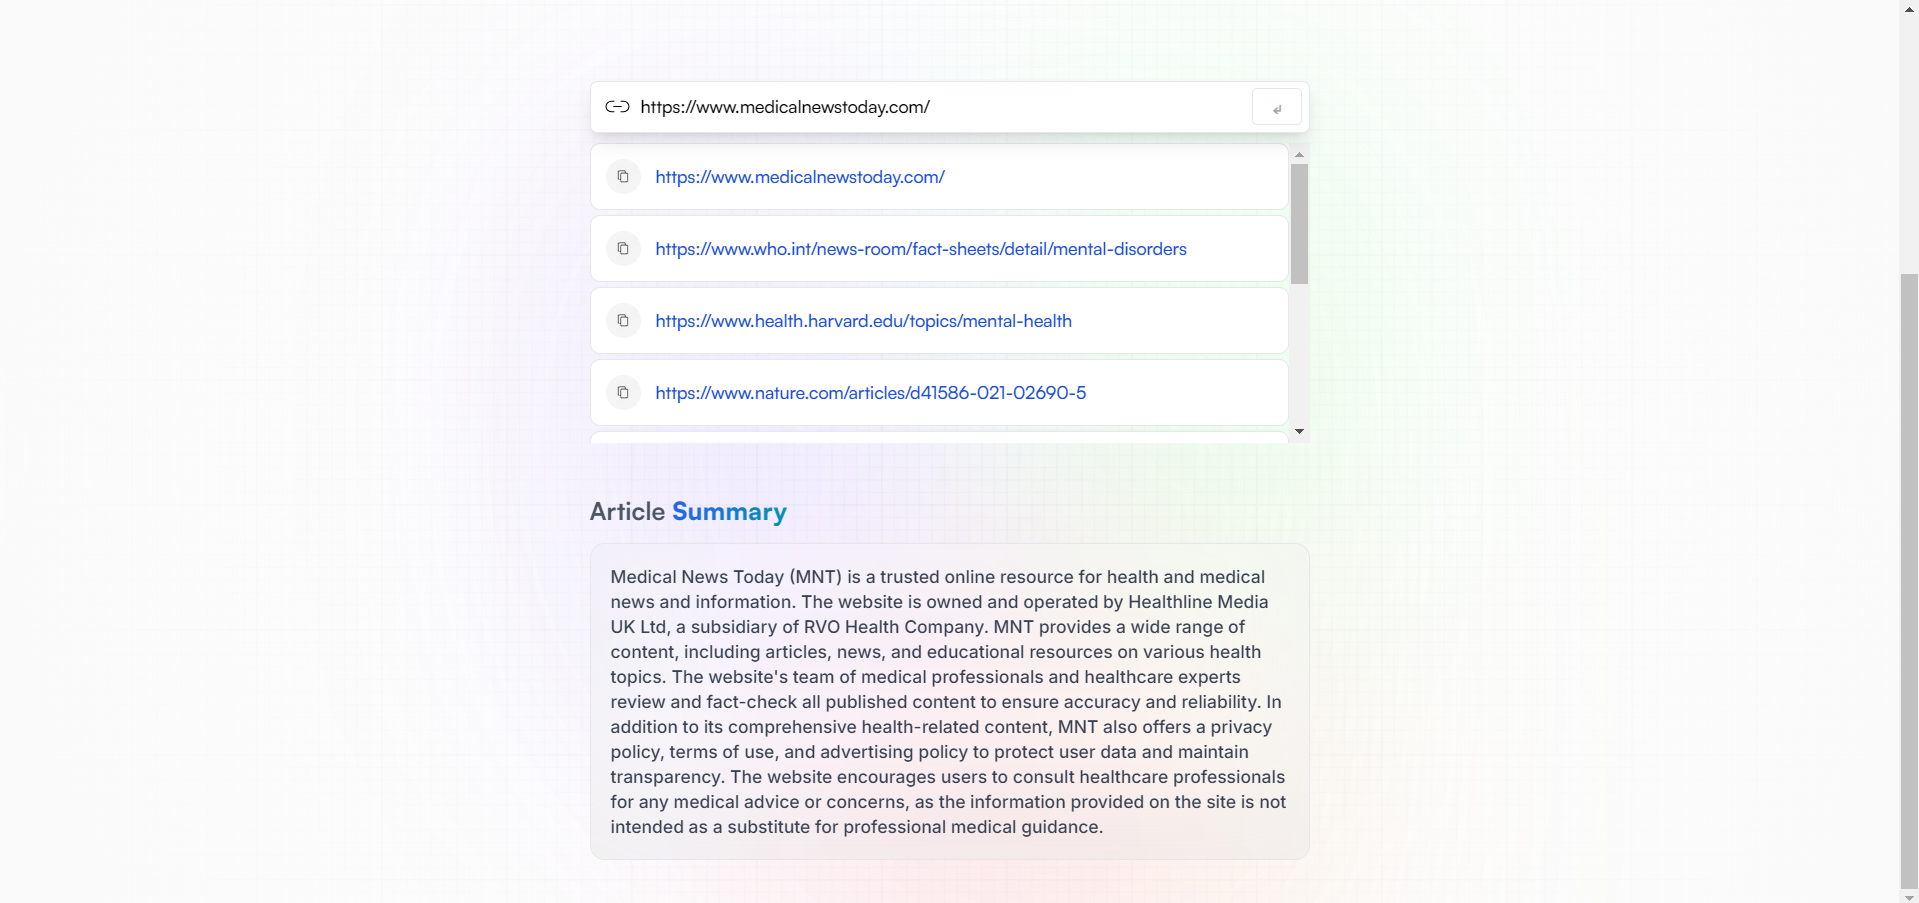 https://www.medicalnewstoday.com/
https://www.medicalnewstoday.com/
https://www.who.int/news-room/fact-sheets/detail/mental-disorders
https://www.health.harvard.edu/topics/mental-health
https://www.nature.com/articles/d41586-021-02690-5
Article Summary
Medical News Today (MNT) is a trusted online resource for health and medical
news and information. The website is owned and operated by Healthline Media
UK Ltd, a subsidiary of RVO Health Company. MNT provides a wide range of
content, including articles, news, and educational resources on various health
topics. The website's team of medical professionals and healthcare experts
review and fact-check all published content to ensure accuracy and reliability. In
addition to its comprehensive health-related content, MNT also offers a privacy
policy, terms of use, and advertising policy to protect user data and maintain
transparency. The website encourages users to consult healthcare professionals
for any medical advice or concerns, as the information provided on the site is not
intended as a substitute for professional medical guidance.